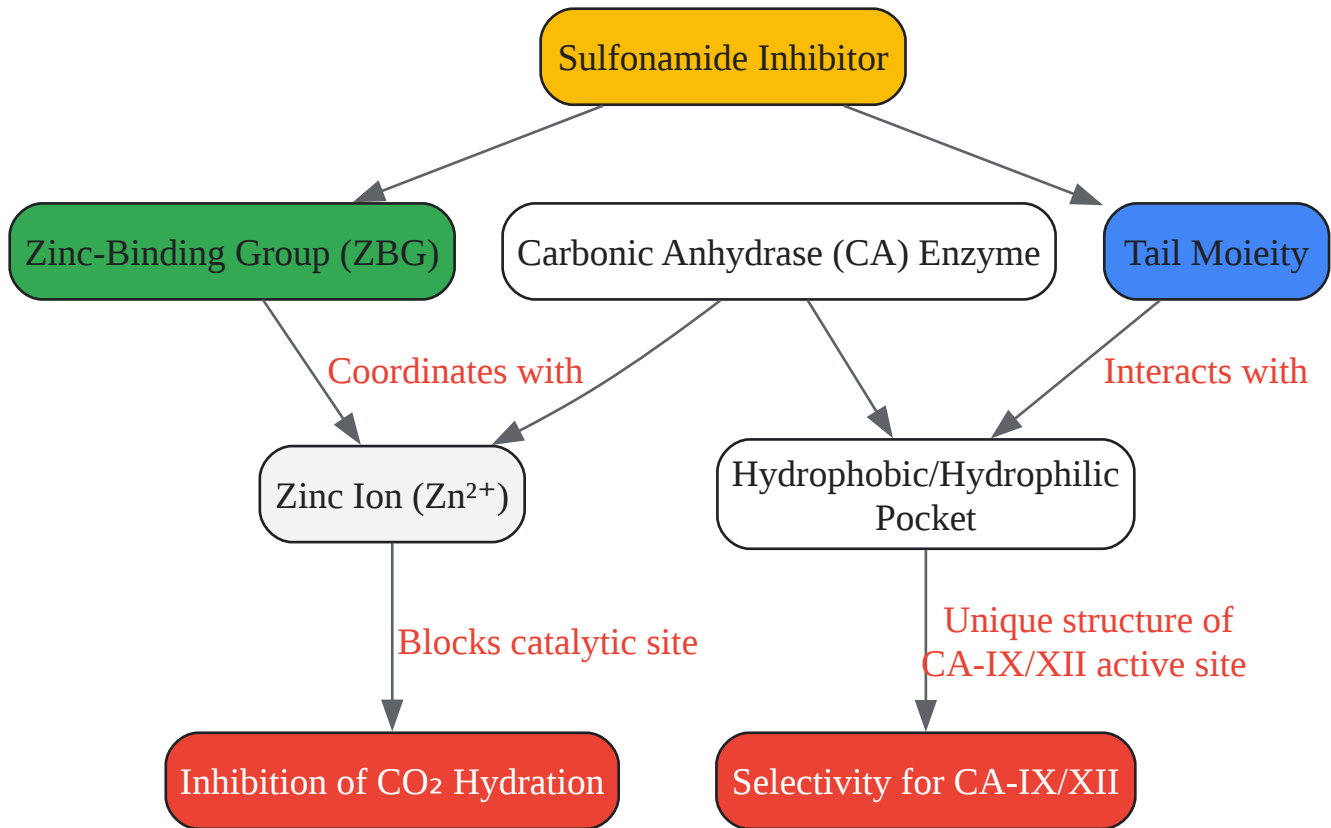 Sulfonamide Inhibitor
Zinc-Binding Group (ZBG)
Carbonic Anhydrase (CA) Enzyme
Tail Moieity
Coordinates with
Interacts with
Zinc Ion (Zn²⁺)
Hydrophobic/Hydrophilic
Pocket
Blocks catalytic site
Unique structure of
CA-IX/XII active site
Inhibition of CO₂ Hydration
Selectivity for CA-IX/XII